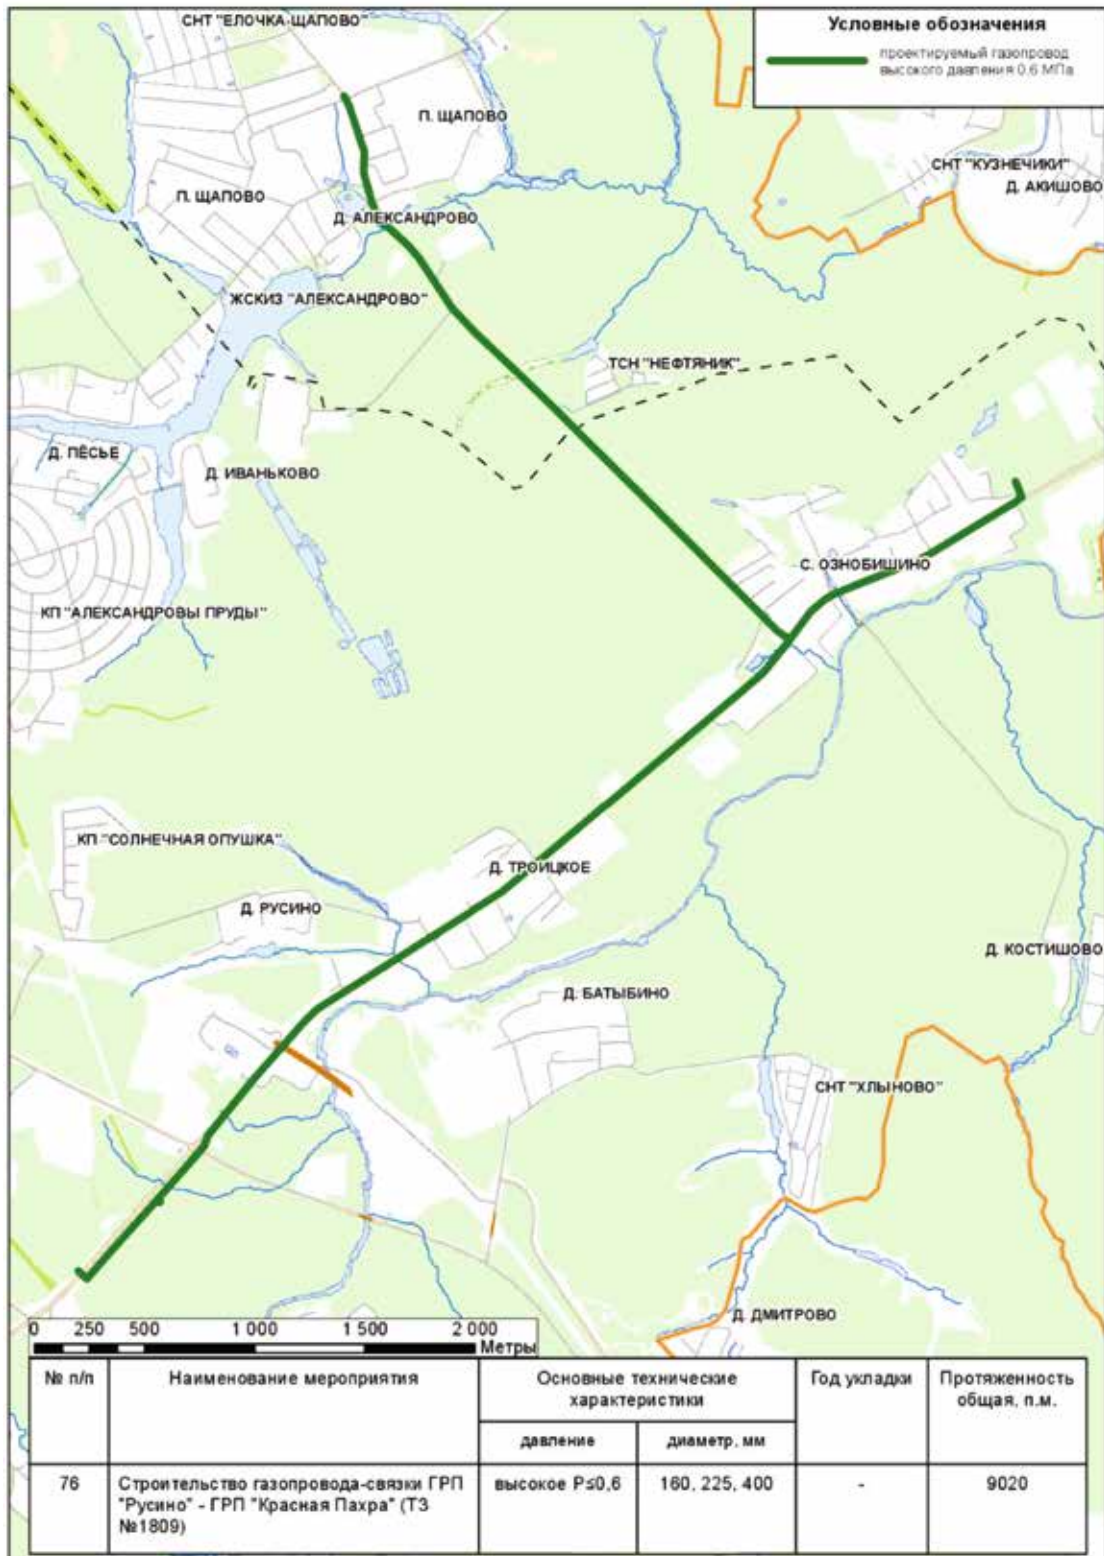 СНТ "ЕЛОЧКА-ЩАПОВО"
Условные обозначения
проектируемый газопровод
высокого давления 0.6 МПа
П. ЩАПОВО
СНТ "КУЗНЕЧИКИ"
Д. АКИШОВО
П. ЩАПОВО
Д. АЛЕКСАНДРОВО
ЖСКИЗ "АЛЕКСАНДРОВО"
ТСН "НЕФТЯНИК"
Д. ПЁСЬЕ
Д. ИВАНЬКОВО
С. ОЗНОБИШИНО
КП "АЛЕКСАНДРОВЫ ПРУДЫ"
КП "СОЛНЕЧНАЯ ОПУШКА"
Д. ТРОИЦКОЕ
Д. РУСИНО
Д. КОСТИШОВО
Д. БАТЫБИНО
СНТ "ХЛЫНОВО"
Д. ДМИТРОВО
0 250 500 1 000 1 500 2 000
Метры
№ п/п
Наименование мероприятия
Основные технические
характеристики
Год укладки
Протяженность
общая, п.м.
давление
диаметр, мм
76
Строительство газопровода-связки ГРП
"Русино" - ГРП "Красная Пахра" (ТЗ
№1809)
высокое P≤0,6
160, 225, 400
-
9020